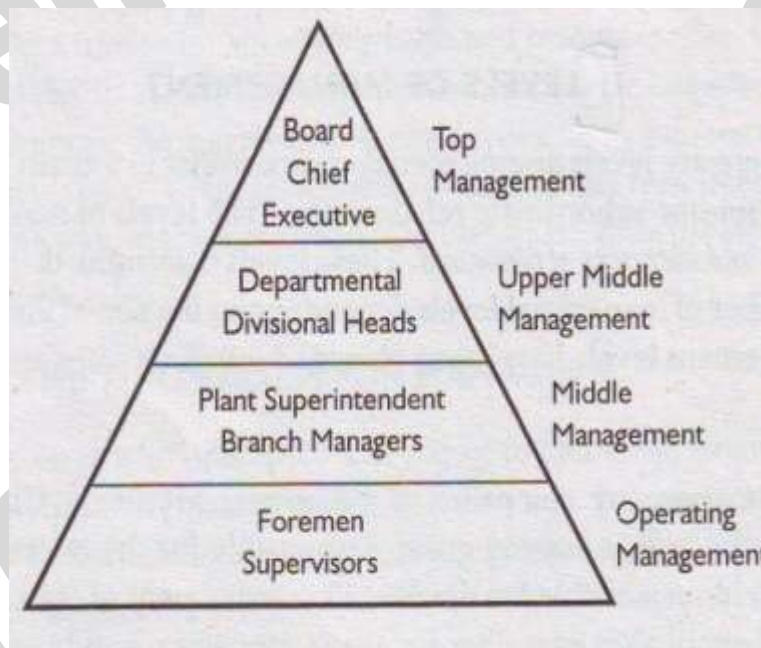 Board
Chief
Executive
Top
Management
Departmental
Divisional Heads
Upper Middle
Management
Plant Superintendent
Branch Managers
Middle
Management
Foremen
Supervisors
Operating
Management